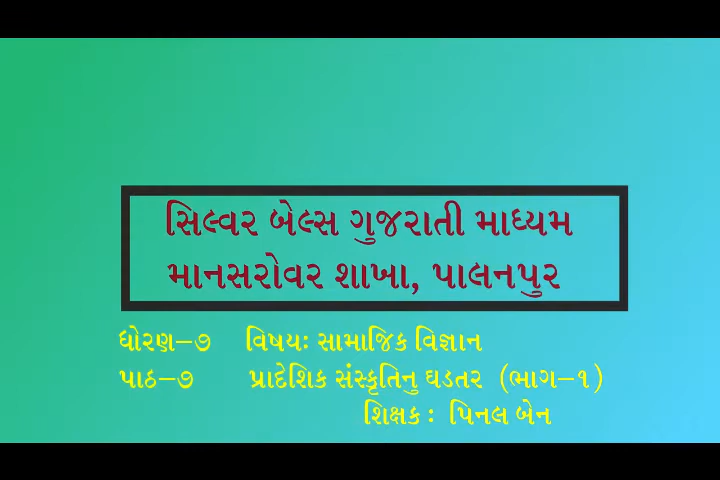 સિલ્વર બેલ્સ ગુજરાતી માધ્યમ
માનસરોવર શાખા, પાલનપુર
ધોરણ–૭ વિષયઃ સામાજિક વિજ્ઞાન
પાઠ–૭ પ્રાદેશિક સંસ્કૃતિનુ ઘડતર (ભાગ–૧)
શિક્ષક : પિનલ બેન